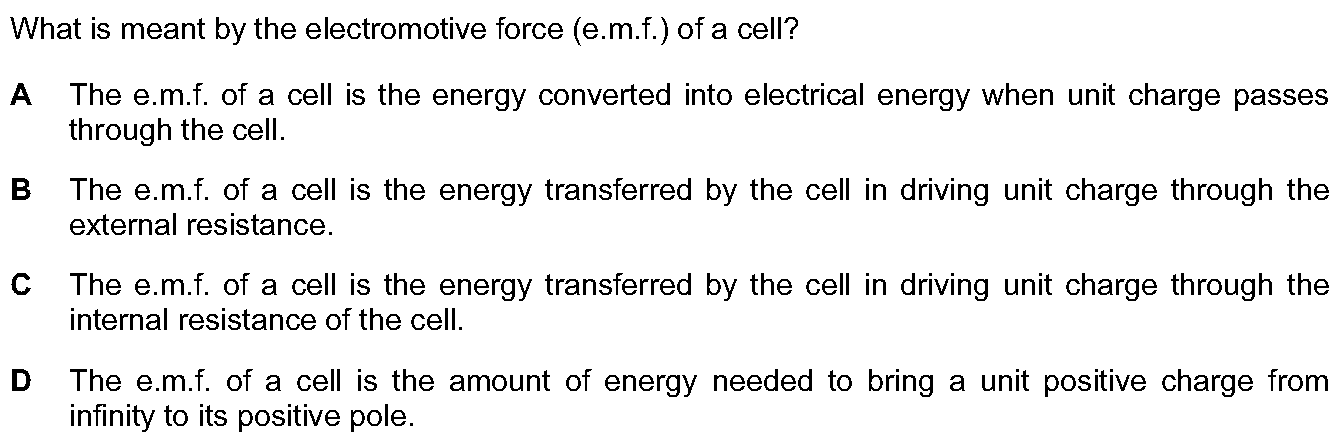 What is meant by the electromotive force (e.m.f.) of a cell?
A The e.m.f. of a cell is the energy converted into electrical energy when unit charge passes
through the cell.
B The e.m.f. of a cell is the energy transferred by the cell in driving unit charge through the
external resistance.
C The e.m.f. of a cell is the energy transferred by the cell in driving unit charge through the
internal resistance of the cell.
D The e.m.f. of a cell is the amount of energy needed to bring a unit positive charge from
infinity to its positive pole.